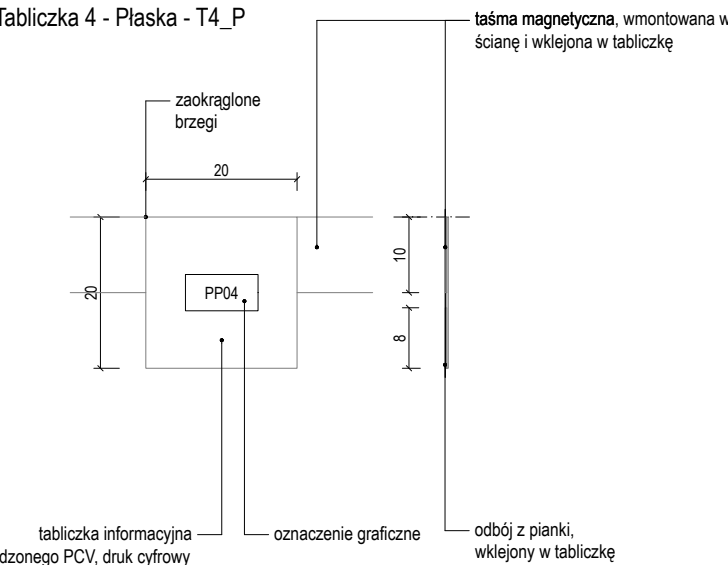 Tabliczka 4 - Płaska - T4_P
taśma magnetyczna, wmontowana w
ścianę i wklejona w tabliczkę
zaokrąglone
brzegi
20
20
10
PP04
8
tabliczka informacyjna
dzonego PCV, druk cyfrowy
oznaczenie graficzne
odbój z pianki,
wklejony w tabliczkę